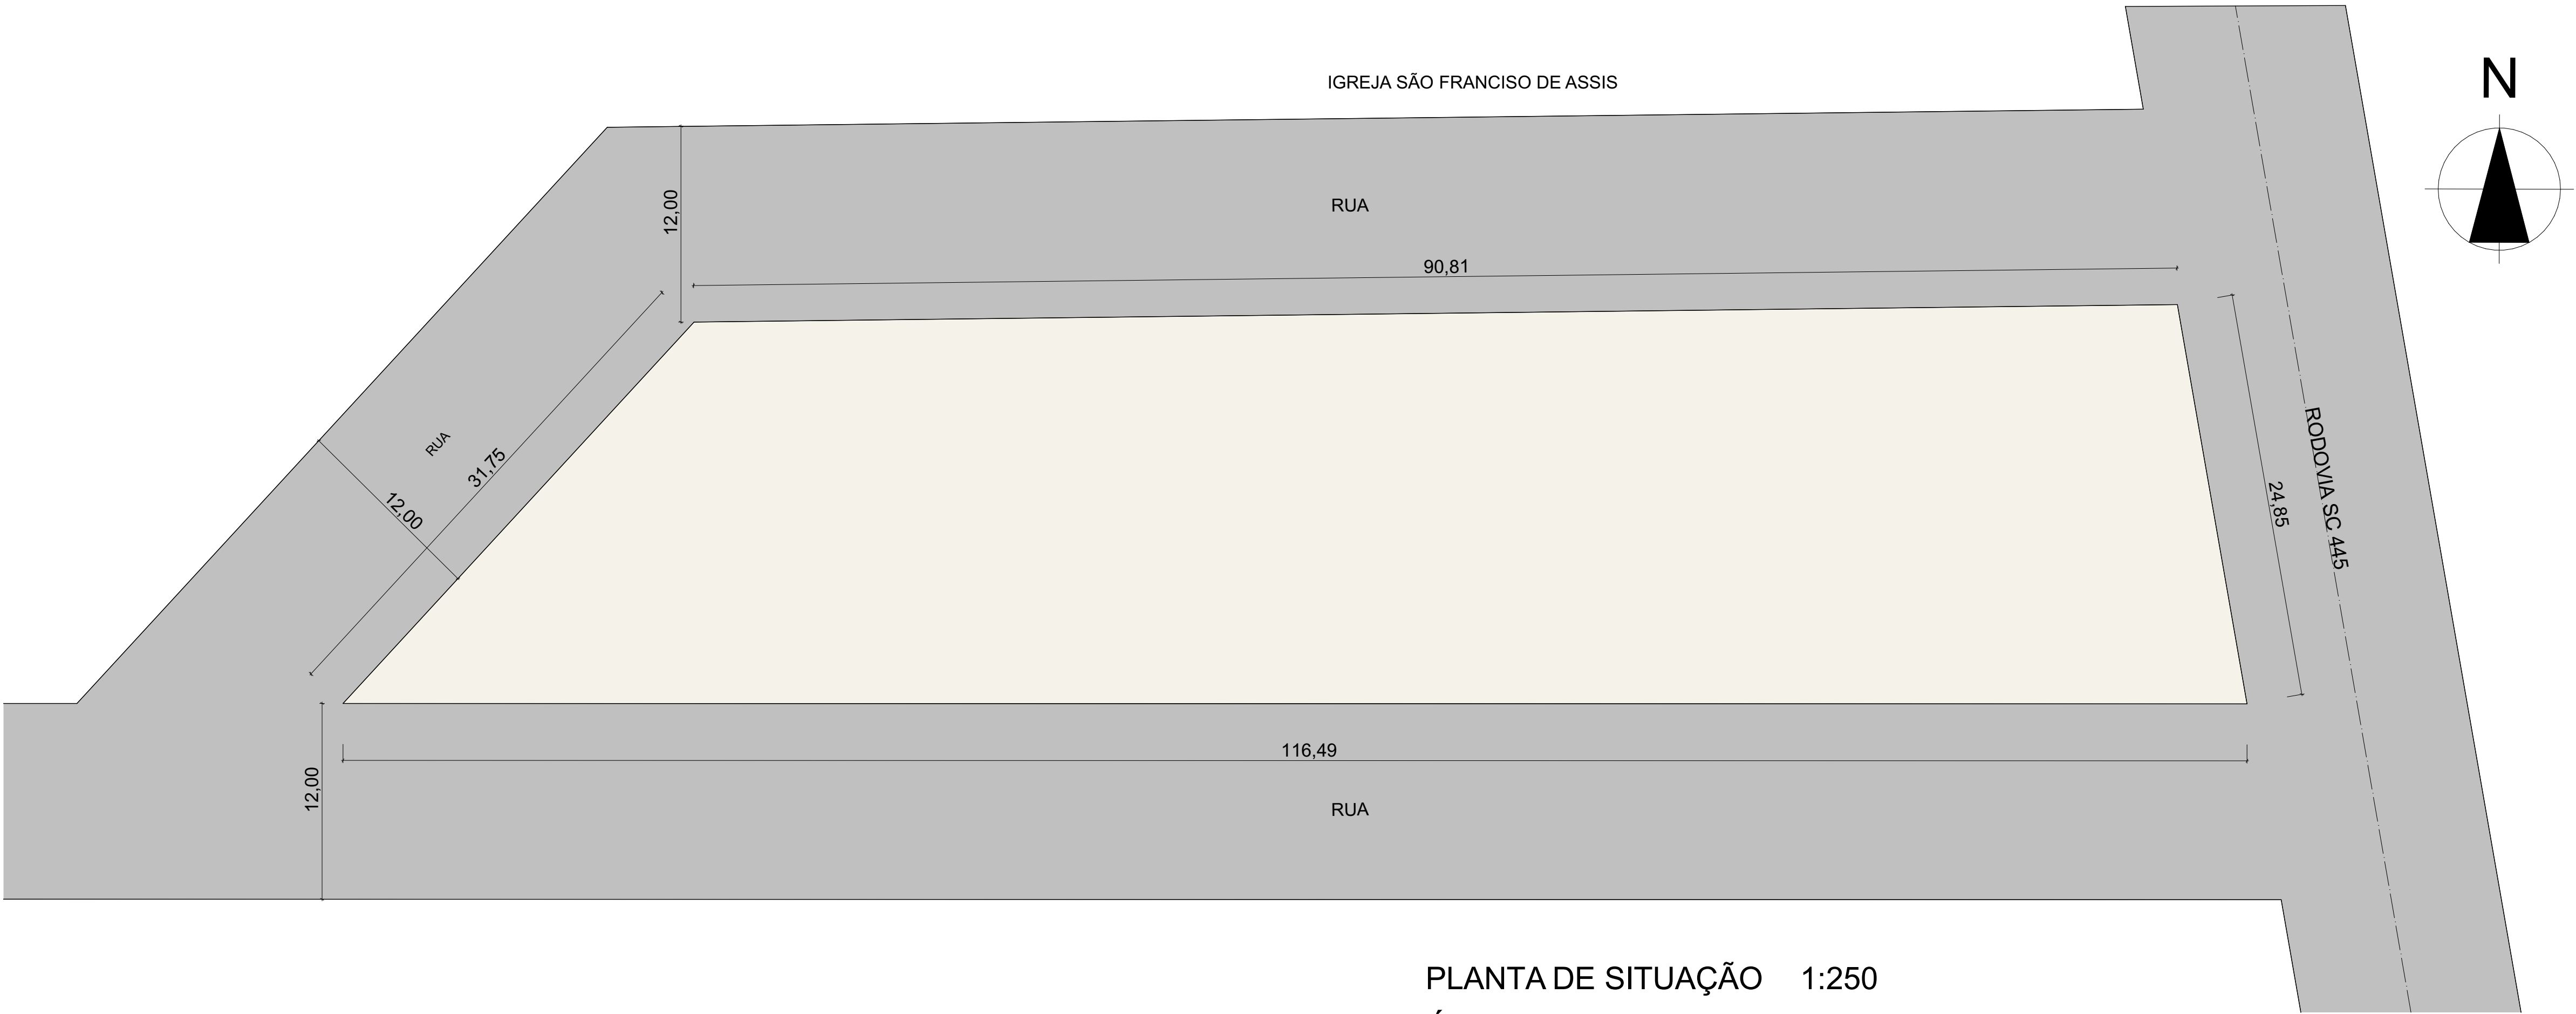 IGREJA SÃO FRANCISO DE ASSIS
N
12,00
RUA
90,81
RUA
31,75
12,00
24,85
RODOVIA SC 445
116,49
12,00
RUA
PLANTA DE SITUAÇÃO 1:250